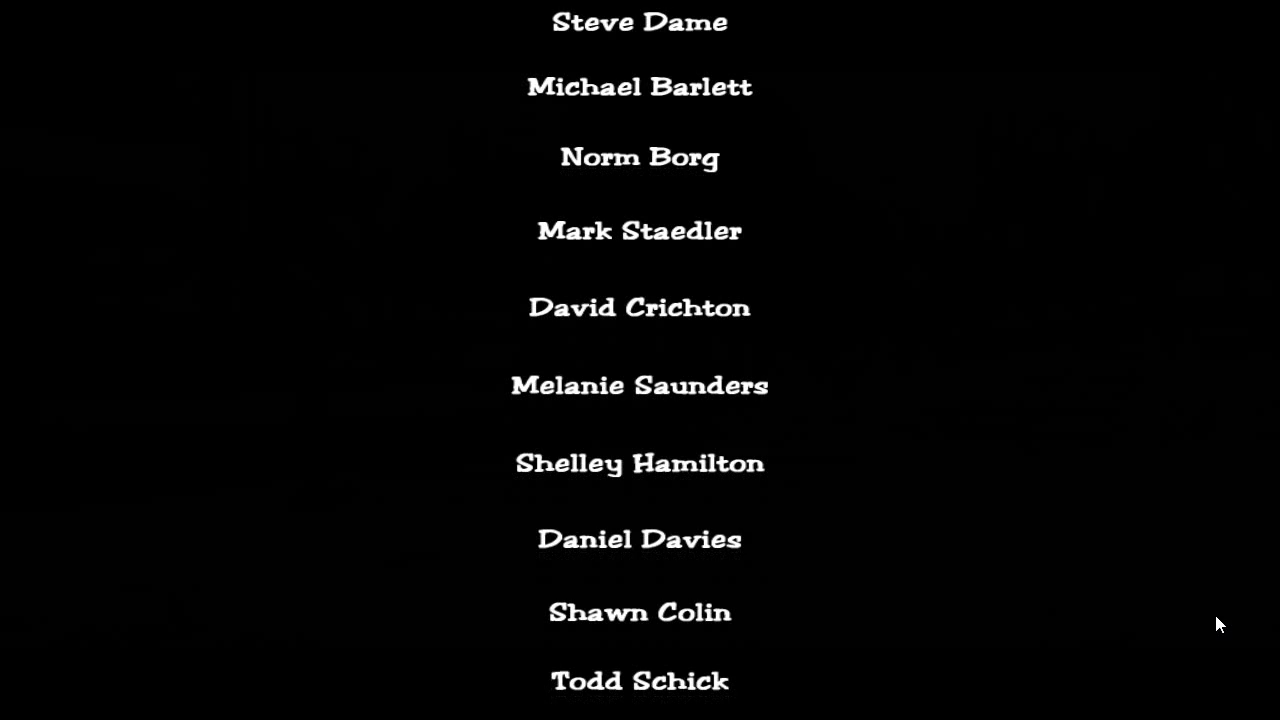 Steve Dame
Michael Barlett
Norm Borg
Mark Staedler
David Crichton
Melanie Saunders
Shelley Hamilton
Daniel Davies
Shawn Colin
Todd Schick